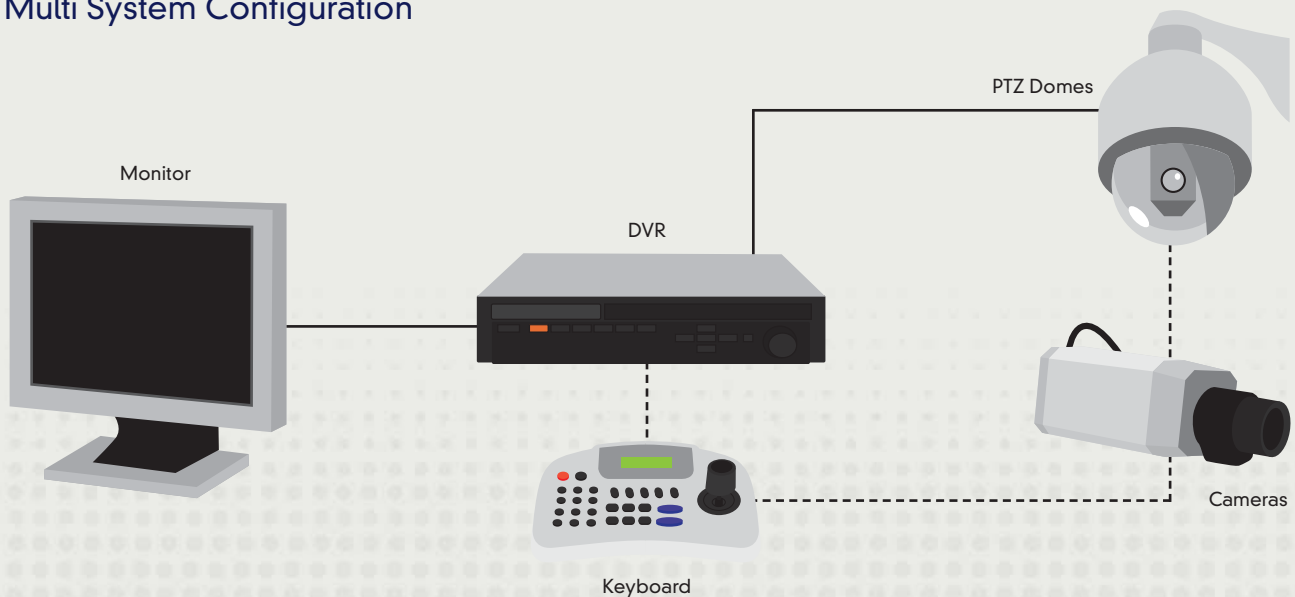 Multi System Configuration
PTZ Domes
Monitor
DVR
Cameras
Keyboard